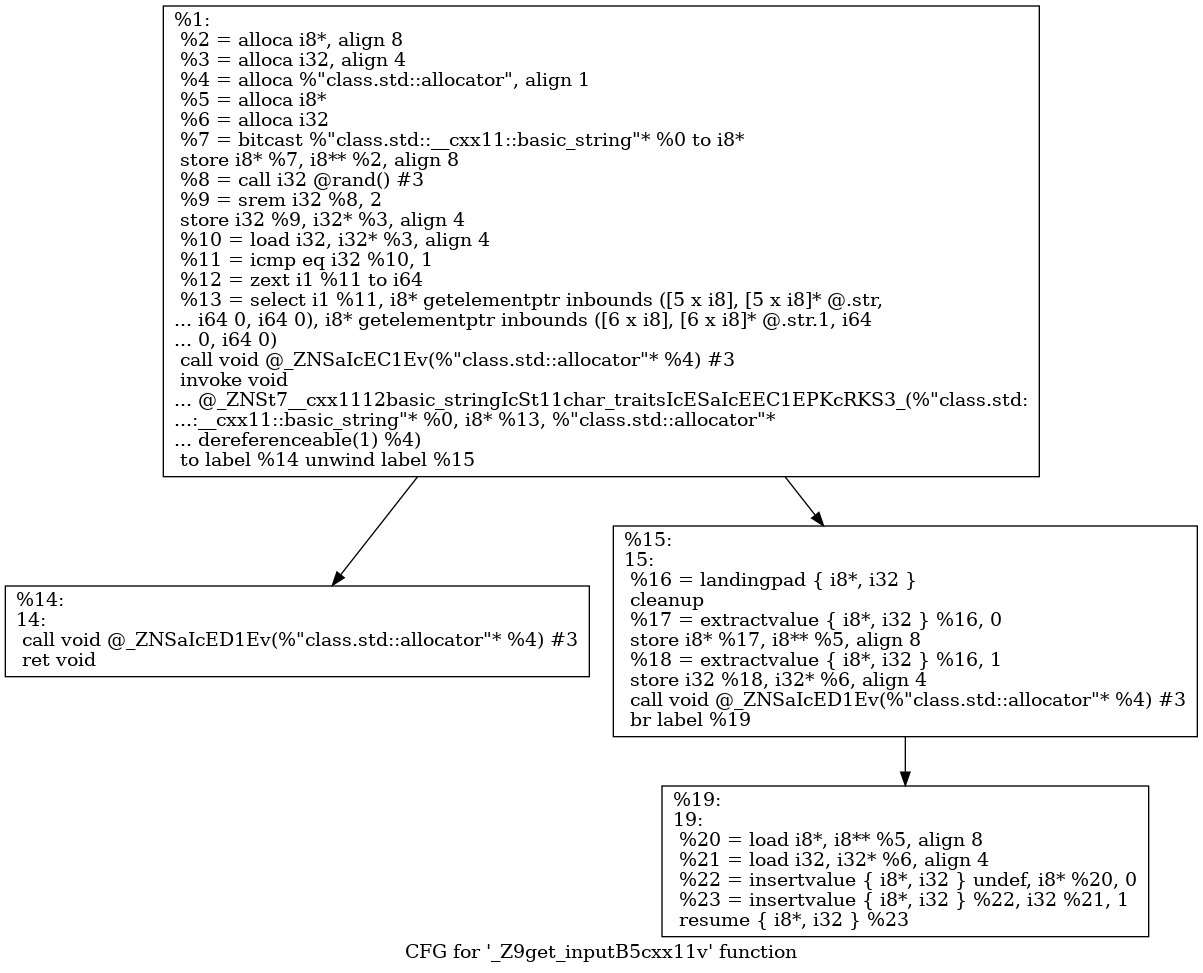 %1:
%2 = alloca i8*, align 8
%3 = alloca i32, align 4
%4 = alloca %"class.std::allocator", align 1
%5 = alloca i8*
%6 = alloca i32
%7 = bitcast %"class.std::__cxx11::basic_string"* %0 to i8*
store i8* %7, i8** %2, align 8
%8 = call i32 @rand() #3
%9 = srem i32 %8, 2
store i32 %9, i32* %3, align 4
%10 = load i32, i32* %3, align 4
%11 = icmp eq i32 %10, 1
%12 = zext i1 %11 to i64
%13 = select i1 %11, i8* getelementptr inbounds ([5 x i8], [5 x i8]* @.str,
... i64 0, i64 0), i8* getelementptr inbounds ([6 x i8], [6 x i8]* @.str.1, i64
... 0, i64 0)
call void @_ZNSaIcEC1Ev(%"class.std::allocator"* %4) #3
invoke void
... @_ZNSt7__cxx1112basic_stringIcSt11char_traitsIcESaIcEEC1EPKcRKS3_(%"class.std:
...:__cxx11::basic_string"* %0, i8* %13, %"class.std::allocator"*
... dereferenceable(1) %4)
to label %14 unwind label %15
%14:
14:
call void @_ZNSaIcED1Ev(%"class.std::allocator"* %4) #3
ret void
%15:
15:
%16 = landingpad { i8*, i32 }
cleanup
%17 = extractvalue { i8*, i32 } %16, 0
store i8* %17, i8** %5, align 8
%18 = extractvalue { i8*, i32 } %16, 1
store i32 %18, i32* %6, align 4
call void @_ZNSaIcED1Ev(%"class.std::allocator"* %4) #3
br label %19
%19:
19:
%20 = load i8*, i8** %5, align 8
%21 = load i32, i32* %6, align 4
%22 = insertvalue { i8*, i32 } undef, i8* %20, 0
%23 = insertvalue { i8*, i32 } %22, i32 %21, 1
resume { i8*, i32 } %23
CFG for '_Z9get_inputB5cxx11v' function